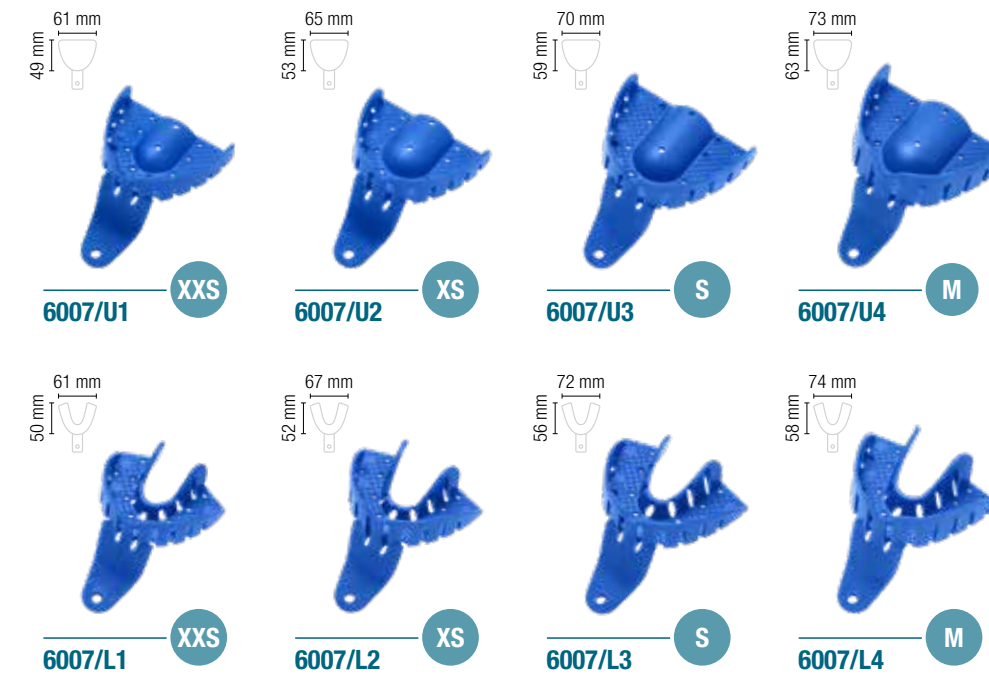 61 mm
49 mm
XXS
6007/U1
65 mm
53 mm
XS
6007/U2
70 mm
59 mm
S
6007/U3
73 mm
63 mm
M
6007/U4
61 mm
50 mm
XXS
6007/L1
67 mm
52 mm
XS
6007/L2
72 mm
56 mm
S
6007/L3
74 mm
58 mm
M
6007/L4